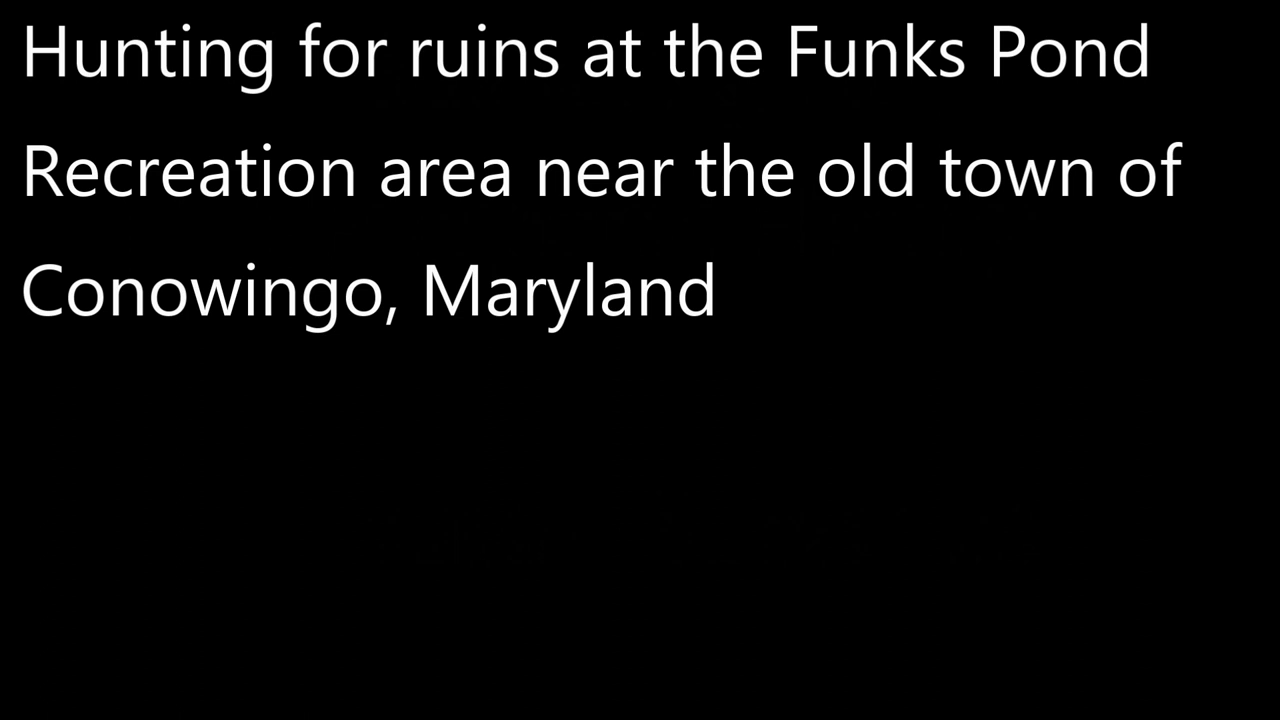 Hunting for ruins at the Funks Pond
Recreation area near the old town of
Conowingo, Maryland